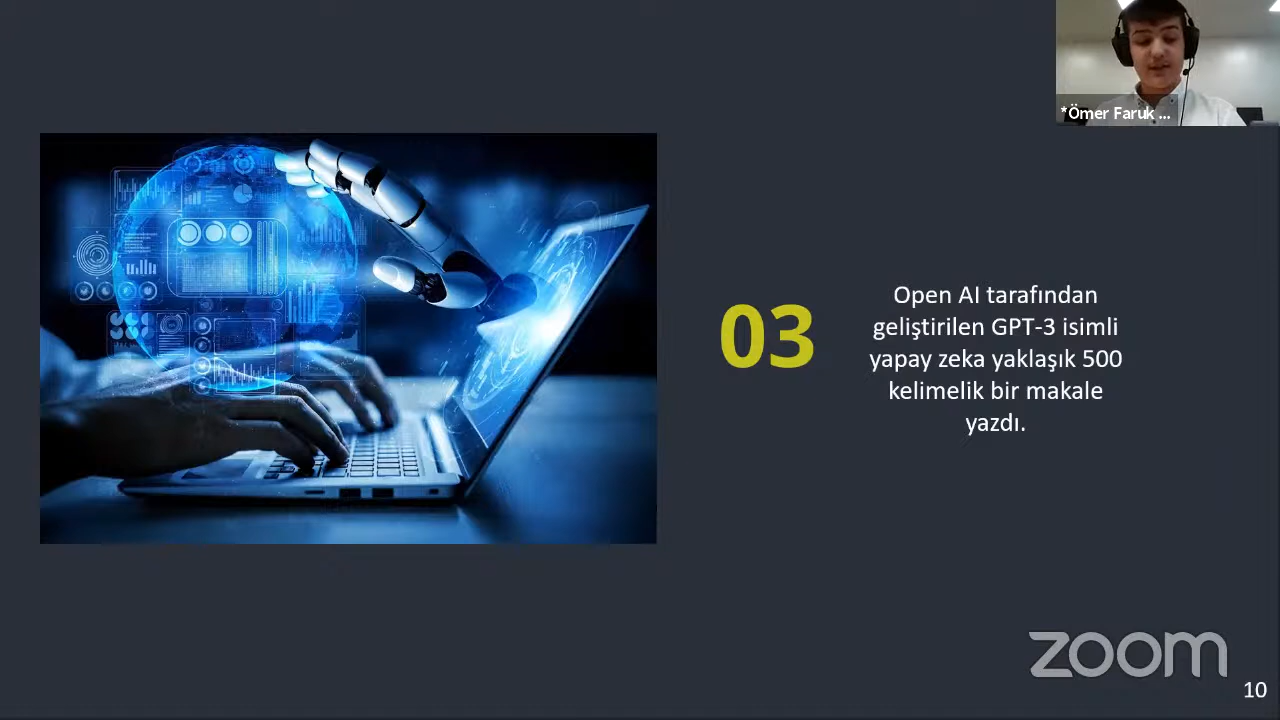 *Ömer Faruk ...
03
Open AI tarafından
geliştirilen GPT-3 isimli
yapay zeka yaklaşık 500
kelimelik bir makale
yazdı.
zoom
10